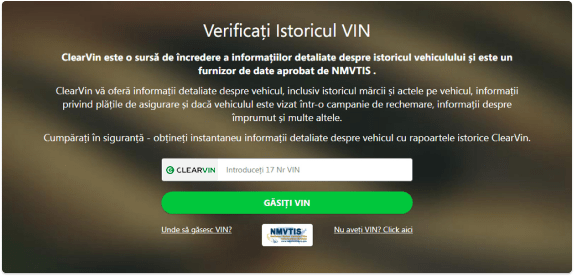 Verificați Istoricul VIN
ClearVin este o sursă de încredere a informațiilor detaliate despre istoricul vehiculului și este un
furnizor de date aprobat de NMVTIS .
ClearVin vă oferă informații detaliate despre vehicul, inclusiv istoricul mărcii și actele pe vehicul, informații
privind plățile de asigurare și dacă vehiculul este vizat într-o campanie de rechemare, informații despre
împrumut și multe altele.
Cumpărați în siguranță - obțineți instantaneu informații detaliate despre vehicul cu rapoartele istorice ClearVin.
CLEARVIN Introduceți 17 Nr VIN
GĂSIȚI VIN
Unde să găsesc VIN? NMVTIS Nu aveți VIN? Click aici